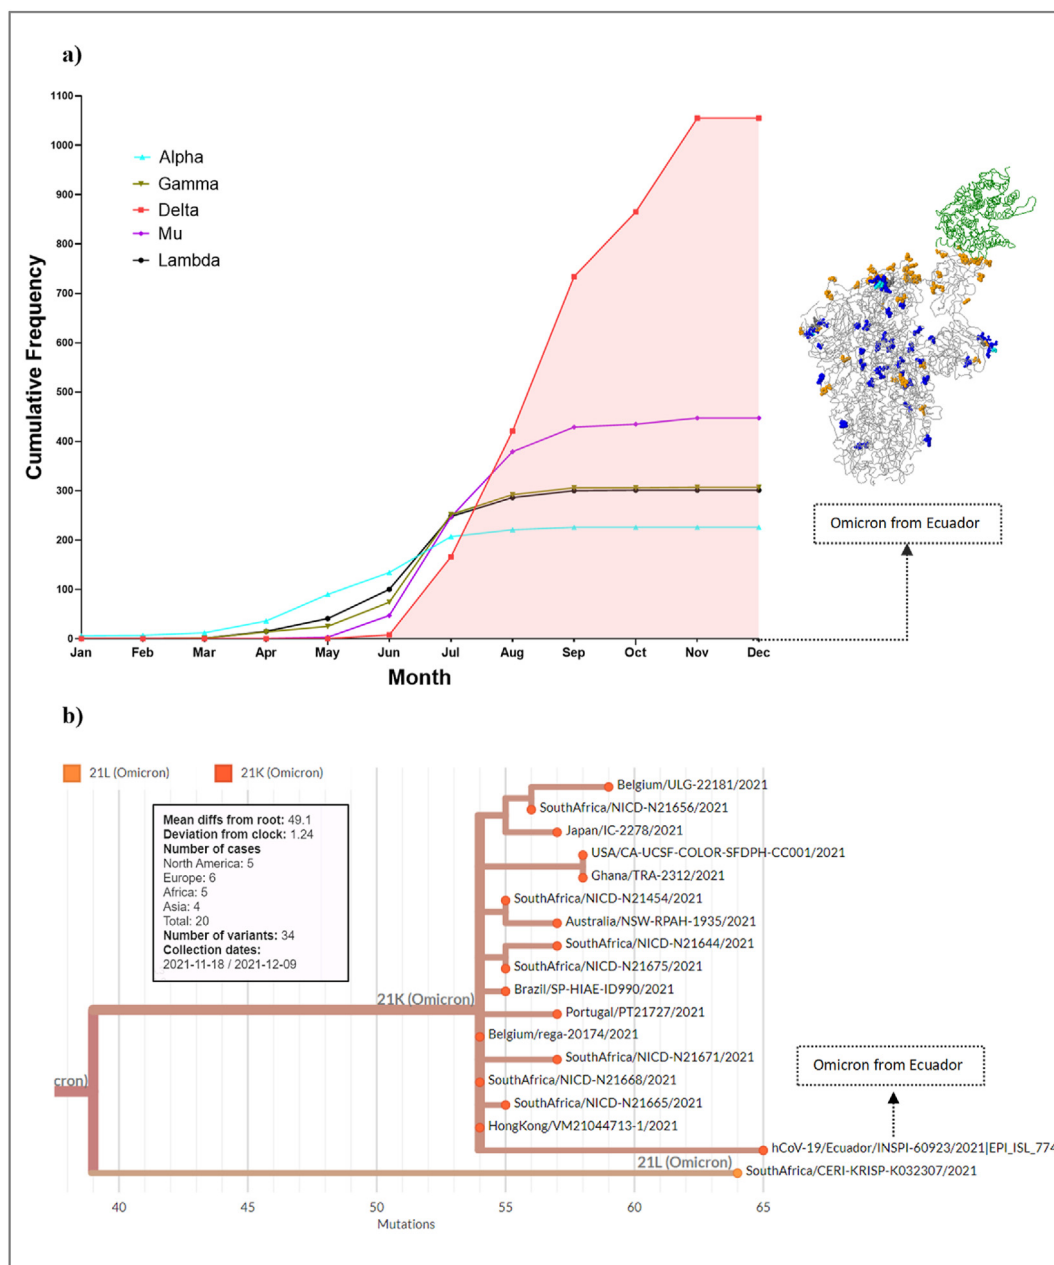 a)
1100
1000
900
800
700
600
500
400
300
200
100
0
Cumulative Frequency
Alpha
Gamma
Delta
Mu
Lambda
Jan Feb Mar Apr May Jun Jul Aug Sep Oct Nov Dec
Month
Omicron from Ecuador
b)
21L (Omicron) 21K (Omicron)
Mean diffs from root: 49.1
Deviation from clock: 1.24
Number of cases
North America: 5
Europe: 6
Africa: 5
Asia: 4
Total: 20
Number of variants: 34
Collection dates:
2021-11-18 / 2021-12-09
Belgium/ULG-22181/2021
SouthAfrica/NICD-N21656/2021
Japan/IC-2278/2021
USA/CA-UCSF-COLOR-SFDPH-CC001/2021
Ghana/TRA-2312/2021
SouthAfrica/NICD-N21454/2021
Australia/NSW-RPAH-1935/2021
SouthAfrica/NICD-N21644/2021
SouthAfrica/NICD-N21675/2021
Brazil/SP-HIAE-ID990/2021
21K (Omicron)
Portugal/PT21727/2021
Belgium/rega-20174/2021
SouthAfrica/NICD-N21671/2021
Omicron from Ecuador
cron)
SouthAfrica/NICD-N21668/2021
SouthAfrica/NICD-N21665/2021
HongKong/VM21044713-1/2021
hCoV-19/Ecuador/INSPI-60923/2021|EPI_ISL_774
21L (Omicron)
SouthAfrica/CERI-KRISP-K032307/2021
40 45 50 55 60 65
Mutations